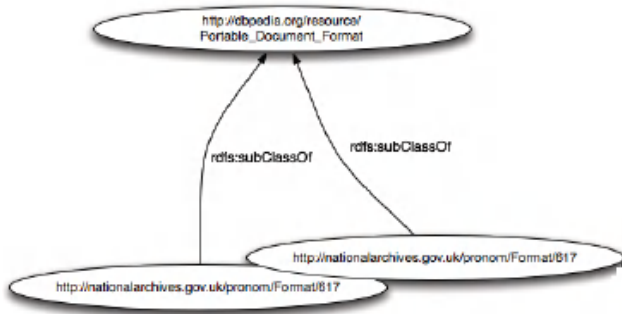 http://dbpedia.org/resource/
Portable_Document_Format
rdfs:subClassOf
rdfs:subClassOf
http://nationalarchives.gov.uk/pronom/Format/617
http://nationalarchives.gov.uk/pronom/Format/617